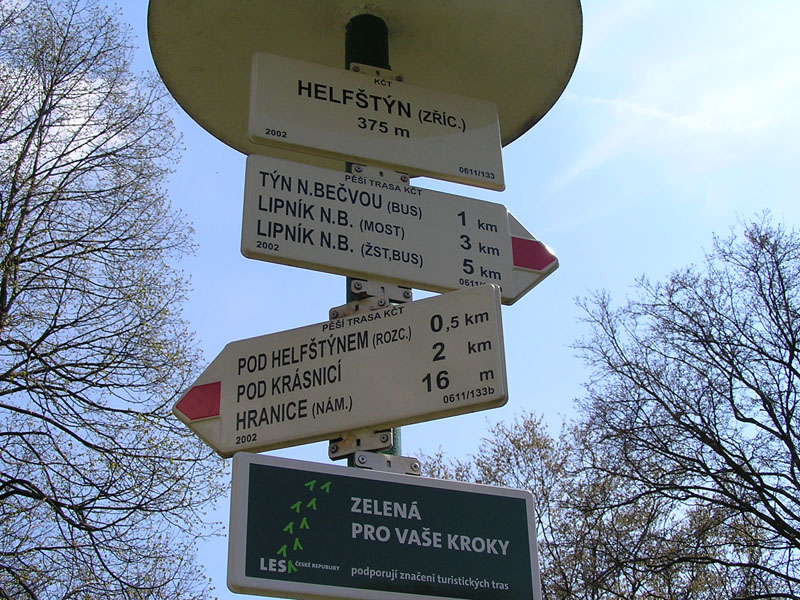 KČT
HELFŠTÝN (ZŘÍC.)
375 m
2002
0611/133
PĚŠÍ TRASA KČT
TÝN N.BEČVOU (BUS) 1 km
LIPNÍK N.B. (MOST) 3 km
LIPNÍK N.B. (ŽST,BUS) 5 km
2002
PĚŠÍ TRASA KČT
POD HELFŠTÝNEM (ROZC.) 0,5 km
POD KRÁSNICÍ 2 km
HRANICE (NÁM.) 16 m
2002
0611/133b
ZELENÁ
PRO VAŠE KROKY
LESY ČESKÉ REPUBLIKY
podporují značení turistických tras